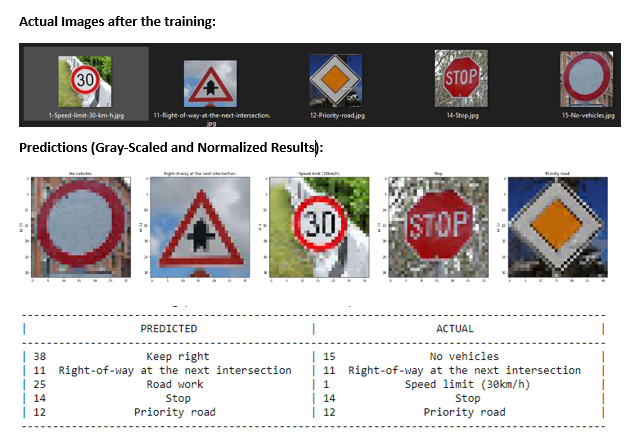 Actual Images after the training:
30
STOP
1-Speed-limit-30-km-h.jpg
11-Right-of-way-at-the-next-intersection.
jpg
12-Priority-road.jpg
14-Stop.jpg
15-No-vehicles.jpg
Predictions (Gray-Scaled and Normalized Results):
No vehicles
Right-of-way at the next intersection
Speed limit (30km/h)
Stop
Priority road
30
STOP
| PREDICTED | ACTUAL |
| 38 Keep right | 15 No vehicles |
| 11 Right-of-way at the next intersection | 11 Right-of-way at the next intersection |
| 25 Road work | 1 Speed limit (30km/h) |
| 14 Stop | 14 Stop |
| 12 Priority road | 12 Priority road |